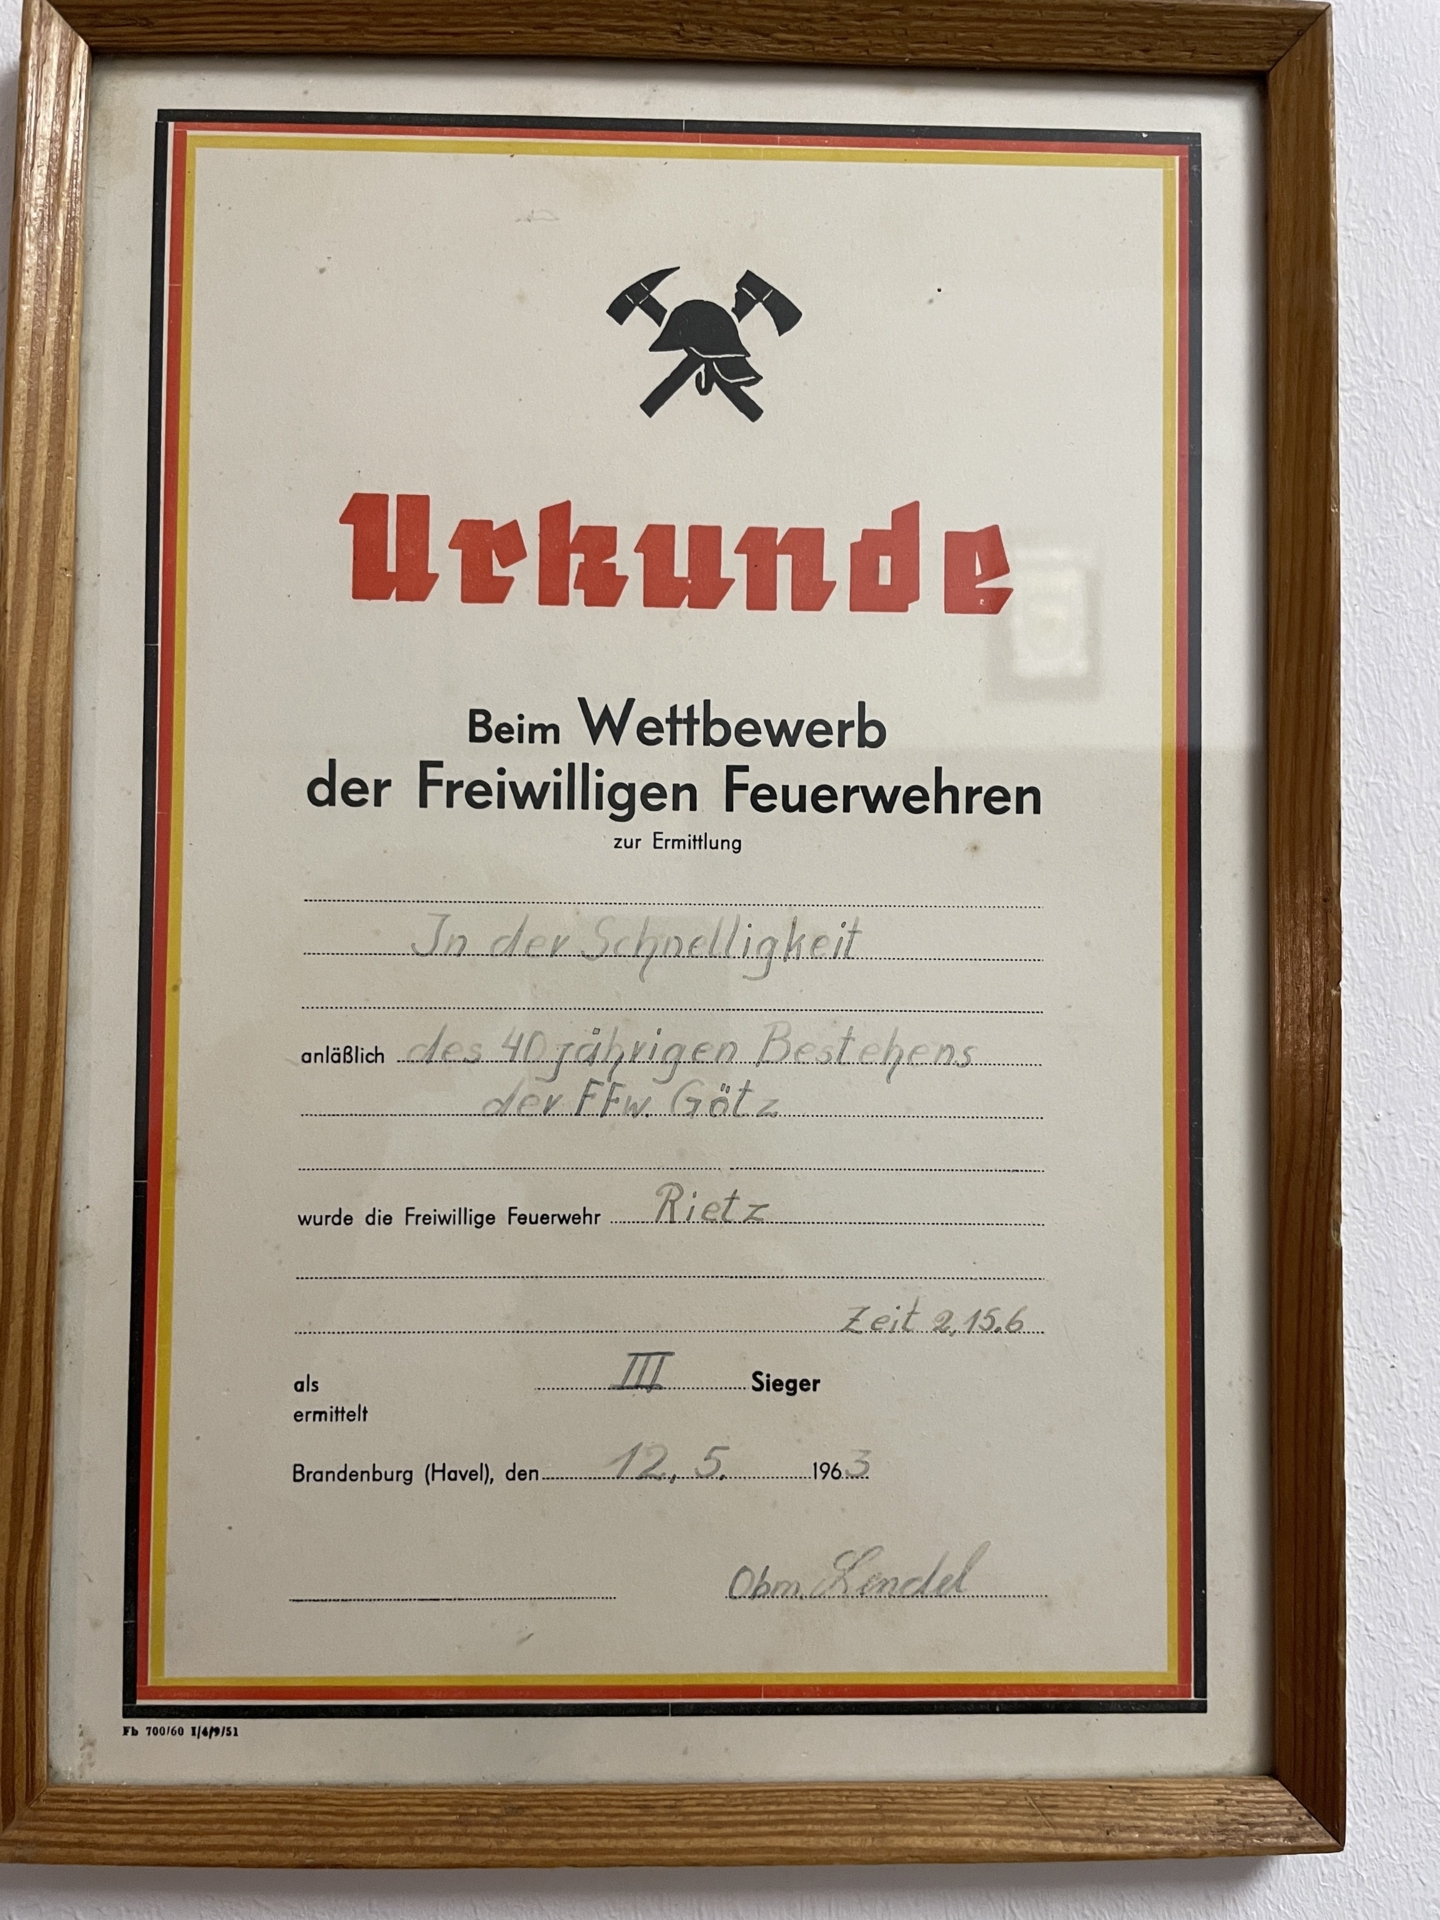 Urkunde
Beim Wettbewerb
der Freiwilligen Feuerwehren
zur Ermittlung
In der Schnelligkeit
anläßlich des 40 jährigen Bestehens
der FFw. Götz
wurde die Freiwillige Feuerwehr Rietz
Zeit 2,15.6
als III Sieger
ermittelt
Brandenburg (Havel), den 12. 5. 1963
Obm. Lendel
Fb 700/60 I/4/9/51